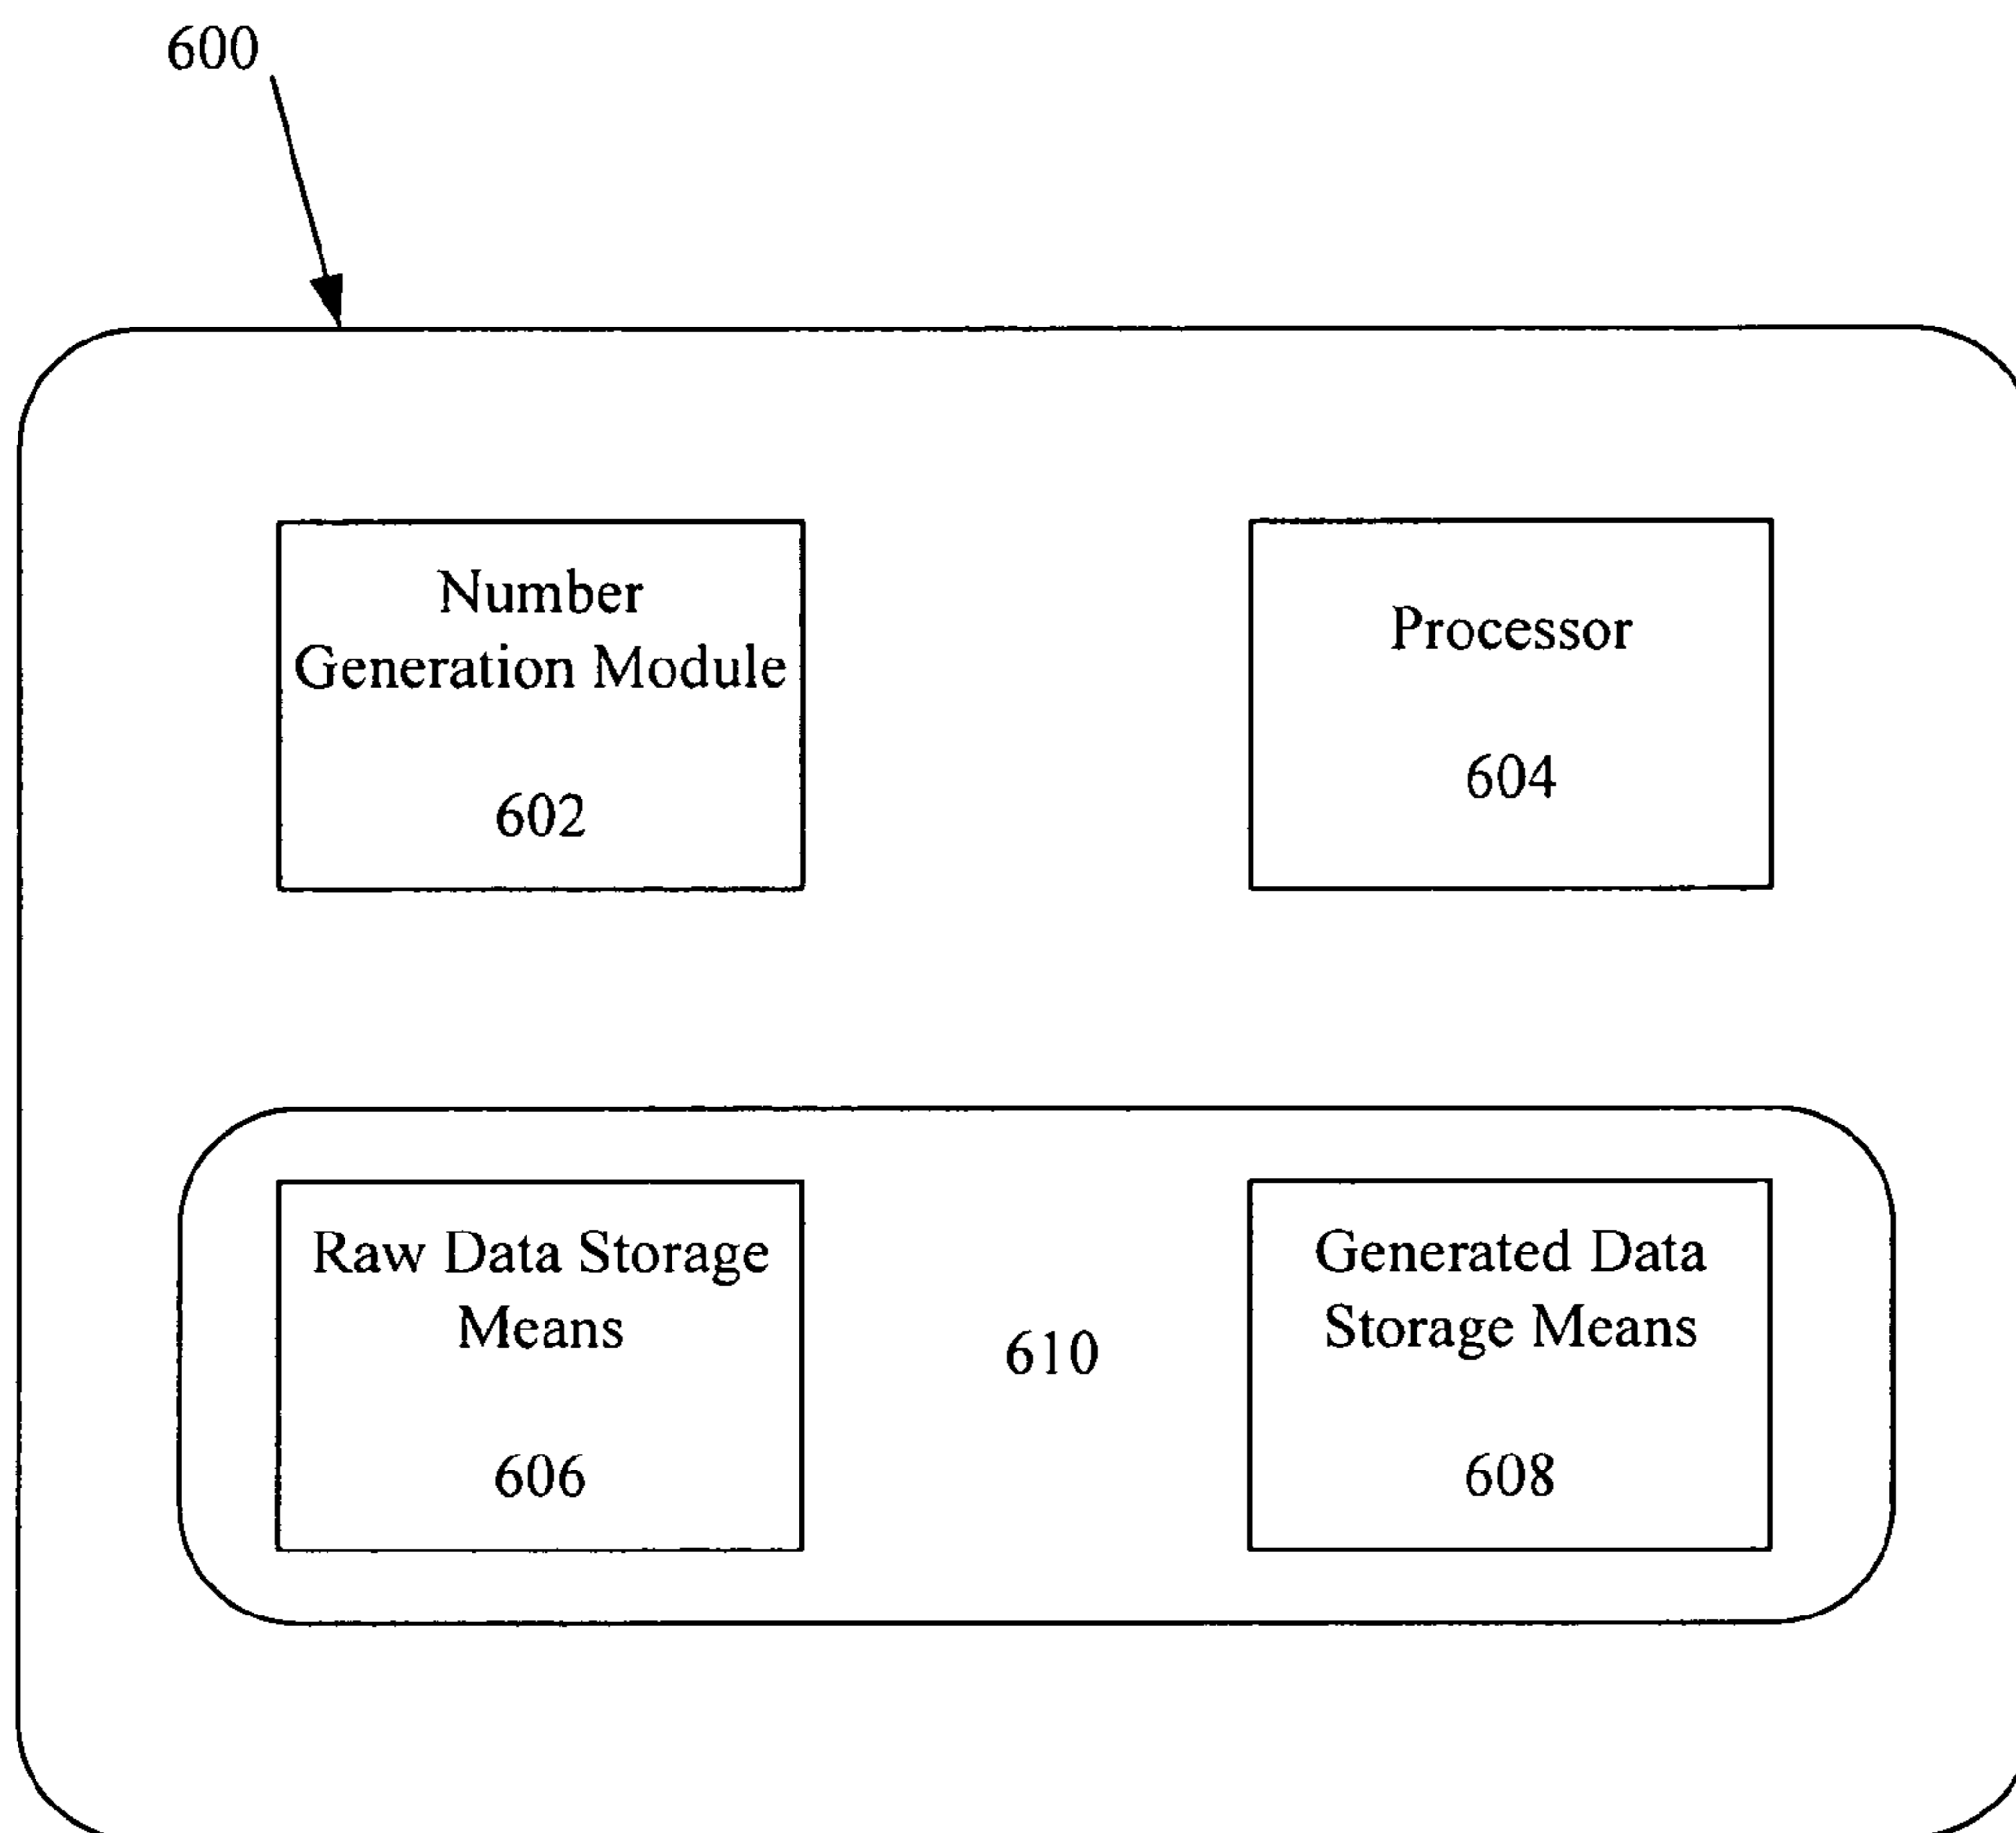 600
Number
Generation Module
602
Processor
604
Raw Data Storage
Means
606
610
Generated Data
Storage Means
608